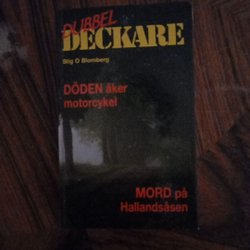 DUBBEL
DECKARE
Stig O Blomberg
DÖDEN åker
motorcykel
MORD på
Hallandsåsen